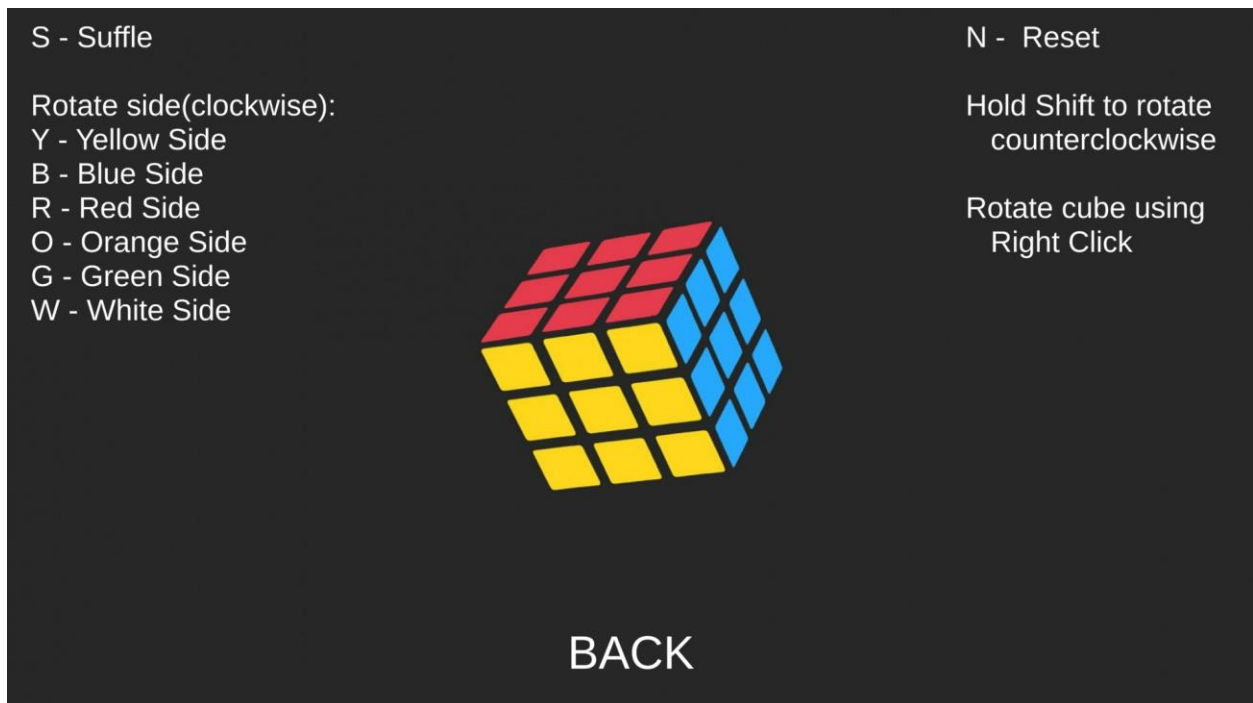 S - Suffle
Rotate side(clockwise):
Y - Yellow Side
B - Blue Side
R - Red Side
O - Orange Side
G - Green Side
W - White Side
N -  Reset
Hold Shift to rotate
counterclockwise
Rotate cube using
Right Click
BACK